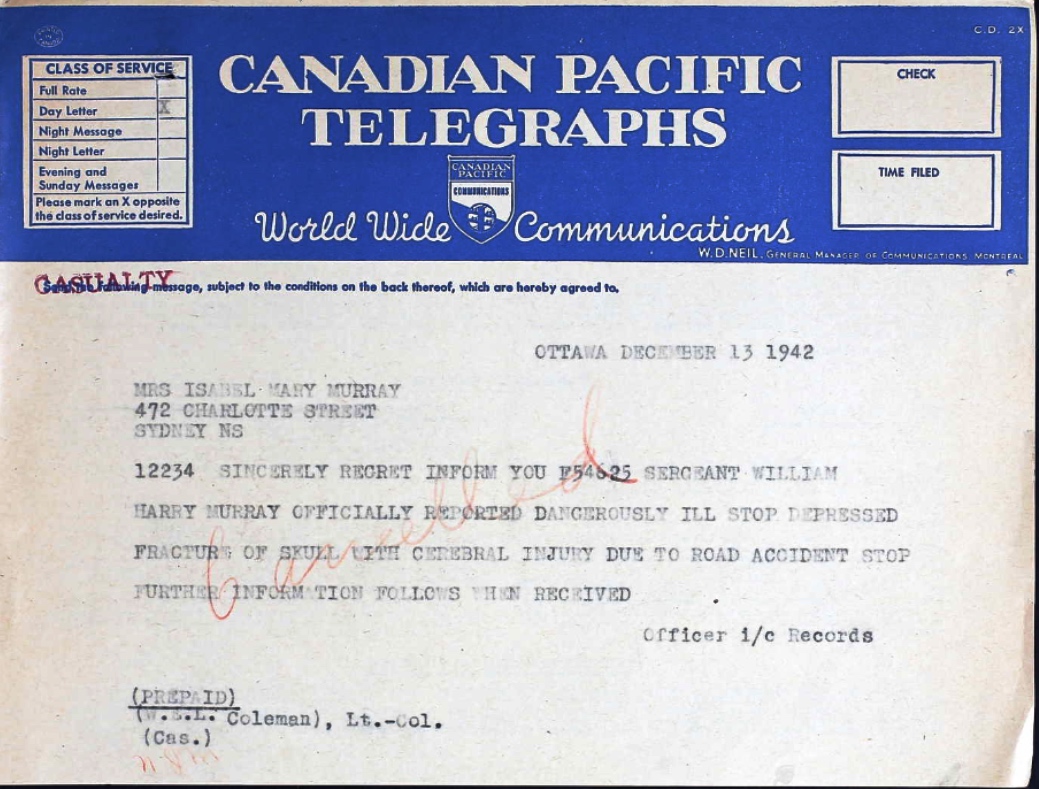 C.D. 2X
CLASS OF SERVICE
Full Rate
Day Letter X
Night Message
Night Letter
Evening and
Sunday Messages
Please mark an X opposite
the class of service desired.
CANADIAN PACIFIC
TELEGRAPHS
CANADIAN
PACIFIC
COMMUNICATIONS
World Wide Communications
CHECK
TIME FILED
W.D. NEIL, GENERAL MANAGER OF COMMUNICATIONS, MONTREAL
CASUALTY
Send the following message, subject to the conditions on the back thereof, which are hereby agreed to.
OTTAWA DECEMBER 13 1942
MRS ISABEL MARY MURRAY
472 CHARLOTTE STREET
SYDNEY NS
12234 SINCERELY REGRET INFORM YOU F54625 SERGEANT WILLIAM
HARRY MURRAY OFFICIALLY REPORTED DANGEROUSLY ILL STOP DEPRESSED
FRACTURE OF SKULL WITH CEREBRAL INJURY DUE TO ROAD ACCIDENT STOP
FURTHER INFORMATION FOLLOWS WHEN RECEIVED
Cancelled
Officer i/c Records
(PREPAID)
(W.E.L. Coleman), Lt.-Col.
(Cas.)